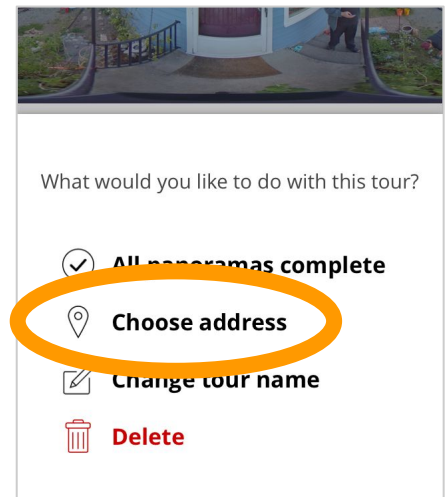 What would you like to do with this tour?
All panoramas complete
Choose address
Change tour name
Delete